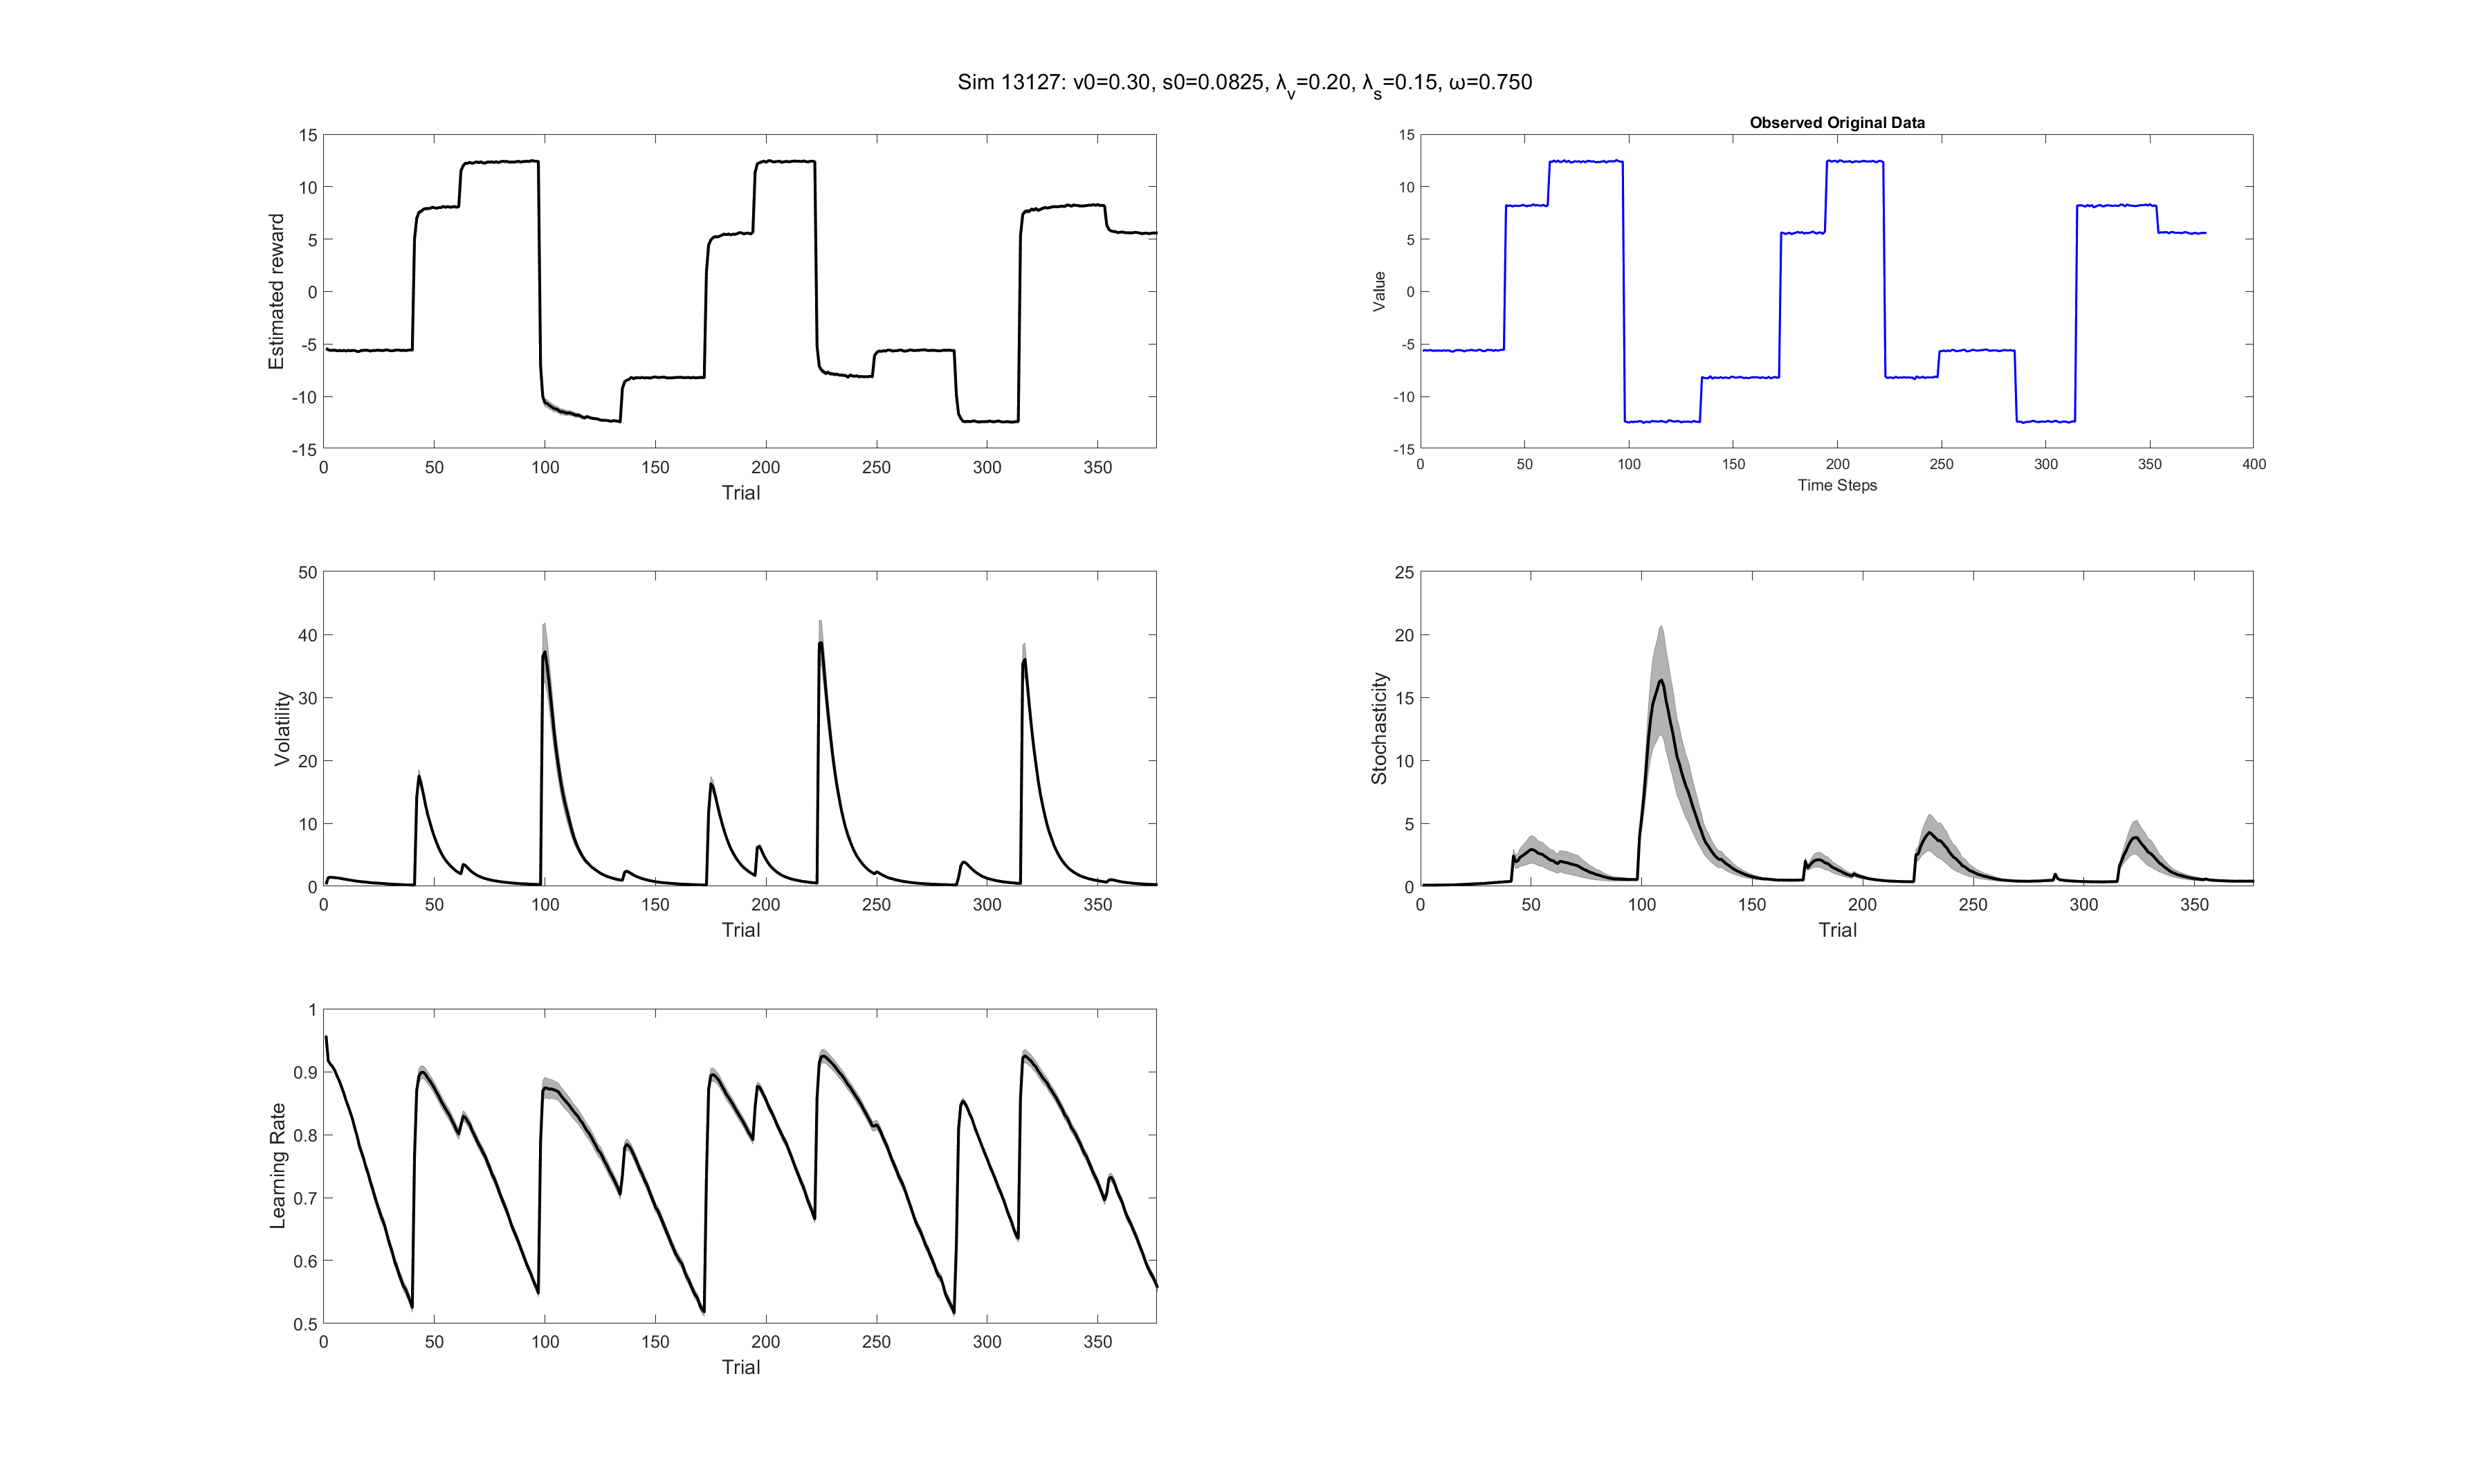 Sim 13127: v0=0.30, s0=0.0825, λv=0.20, λs=0.15, ω=0.750
15
10
5
0
-5
-10
-15
Estimated reward
0 50 100 150 200 250 300 350
Trial
Observed Original Data
15
10
5
0
-5
-10
-15
Value
0 50 100 150 200 250 300 350 400
Time Steps
50
40
30
20
10
0
Volatility
0 50 100 150 200 250 300 350
Trial
25
20
15
10
5
0
Stochasticity
0 50 100 150 200 250 300 350
Trial
1
0.9
0.8
0.7
0.6
0.5
Learning Rate
0 50 100 150 200 250 300 350
Trial